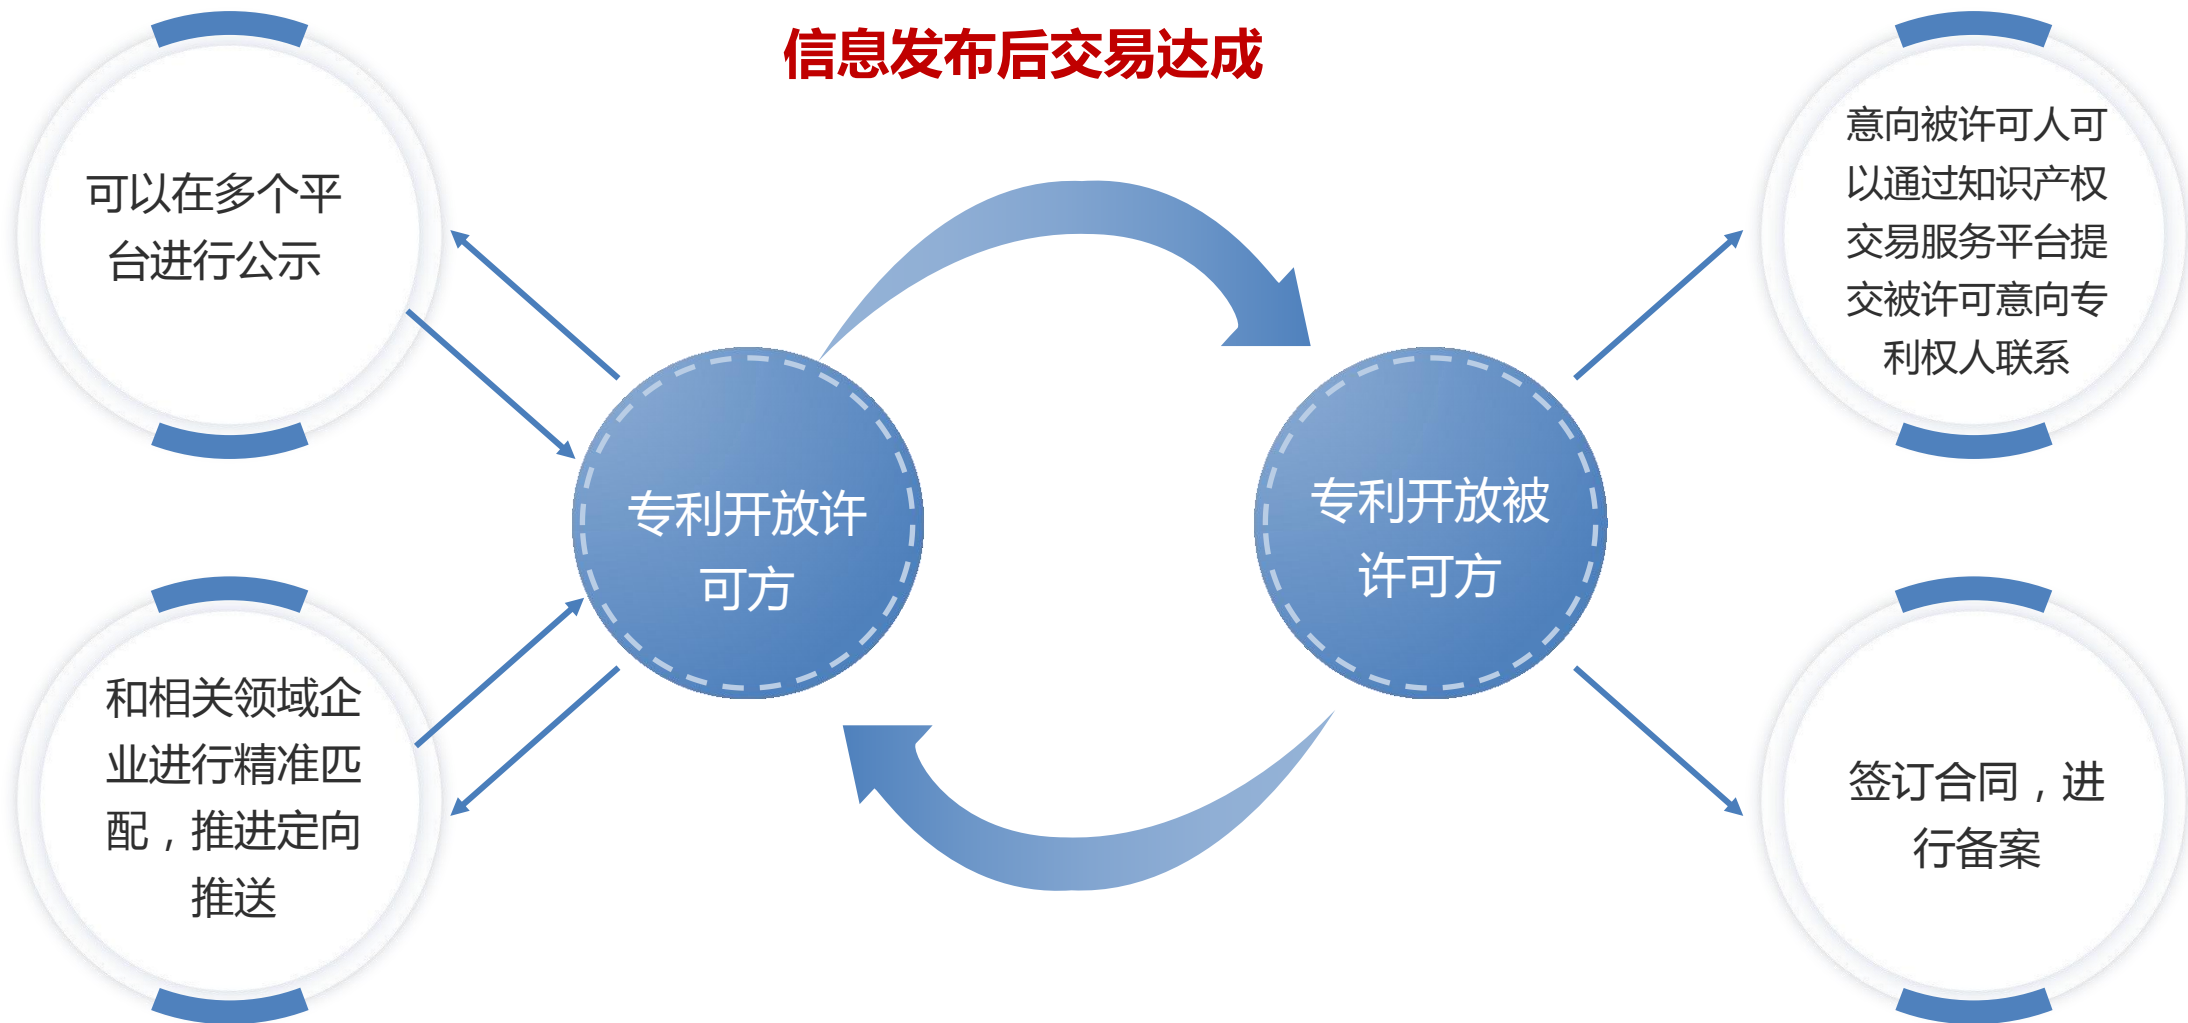 信息发布后交易达成
可以在多个平
台进行公示
意向被许可人可
以通过知识产权
交易服务平台提
交被许可意向专
利权人联系
专利开放许
可方
专利开放被
许可方
和相关领域企
业进行精准匹
配，推进定向
推送
签订合同，进
行备案